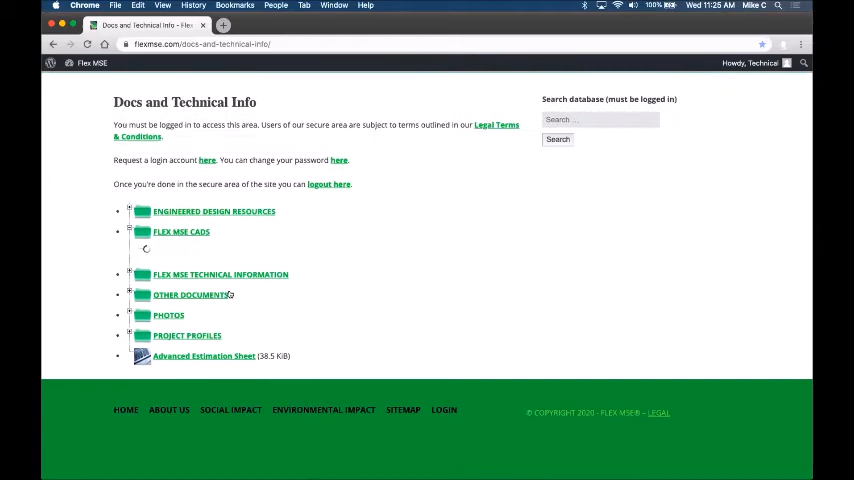 Chrome File Edit View History Bookmarks People Tab Window Help 100% Wed 11:25 AM Mike C
Docs and Technical Info - Flex
flexmse.com/docs-and-technical-info/
Flex MSE Howdy, Technical
Docs and Technical Info
You must be logged in to access this area. Users of our secure area are subject to terms outlined in our Legal Terms
& Conditions.
Request a login account here. You can change your password here.
Once you're done in the secure area of the site you can logout here.
Search database (must be logged in)
Search ...
Search
ENGINEERED DESIGN RESOURCES
FLEX MSE CADS
FLEX MSE TECHNICAL INFORMATION
OTHER DOCUMENTS
PHOTOS
PROJECT PROFILES
Advanced Estimation Sheet (38.5 KiB)
HOME ABOUT US SOCIAL IMPACT ENVIRONMENTAL IMPACT SITEMAP LOGIN
© COPYRIGHT 2020 - FLEX MSE® – LEGAL